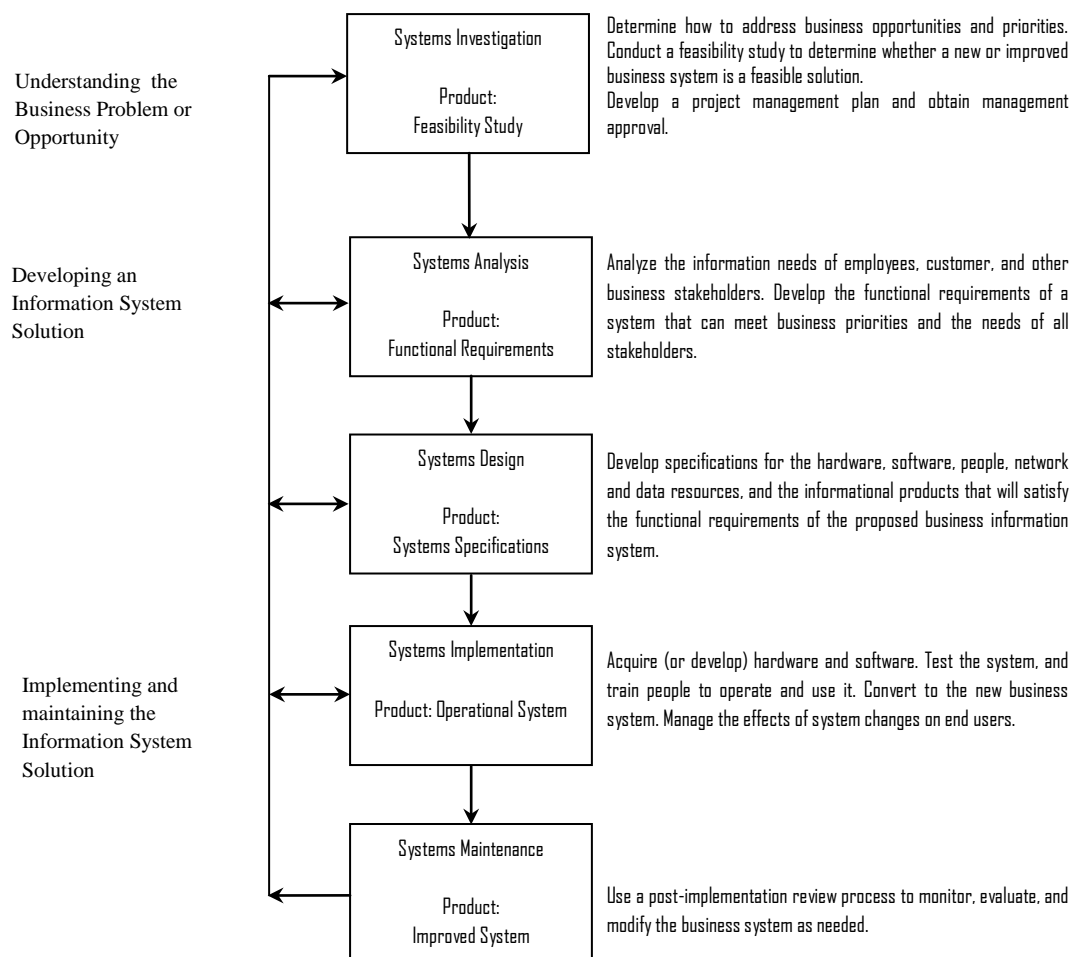 Understanding the
Business Problem or
Opportunity
Systems Investigation
Product:
Feasibility Study
Determine how to address business opportunities and priorities.
Conduct a feasibility study to determine whether a new or improved
business system is a feasible solution.
Develop a project management plan and obtain management
approval.
Developing an
Information System
Solution
Systems Analysis
Product:
Functional Requirements
Analyze the information needs of employees, customer, and other
business stakeholders. Develop the functional requirements of a
system that can meet business priorities and the needs of all
stakeholders.
Systems Design
Product:
Systems Specifications
Develop specifications for the hardware, software, people, network
and data resources, and the informational products that will satisfy
the functional requirements of the proposed business information
system.
Implementing and
maintaining the
Information System
Solution
Systems Implementation
Product: Operational System
Acquire (or develop) hardware and software. Test the system, and
train people to operate and use it. Convert to the new business
system. Manage the effects of system changes on end users.
Systems Maintenance
Product:
Improved System
Use a post-implementation review process to monitor, evaluate, and
modify the business system as needed.